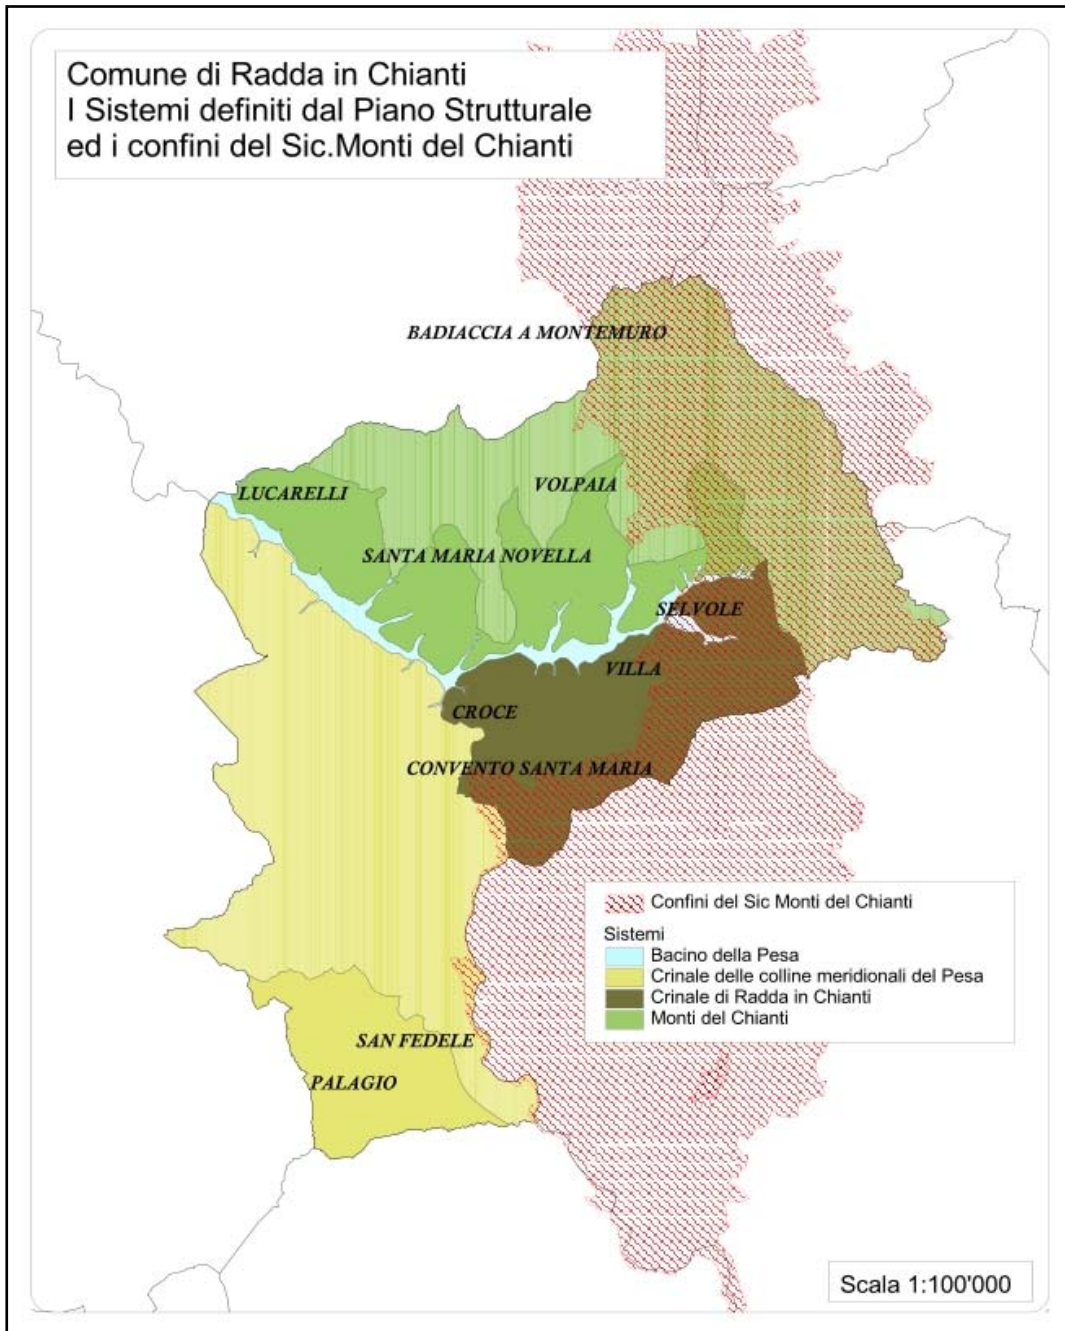 Comune di Radda in Chianti
I Sistemi definiti dal Piano Strutturale
ed i confini del Sic.Monti del Chianti
BADIACCIA A MONTEMURO
LUCARELLI
VOLPAIA
SANTA MARIA NOVELLA
SELVOLE
VILLA
CROCE
CONVENTO SANTA MARIA
Confini del Sic Monti del Chianti
Sistemi
Bacino della Pesa
Crinale delle colline meridionali del Pesa
Crinale di Radda in Chianti
Monti del Chianti
SAN FEDELE
PALAGIO
Scala 1:100'000